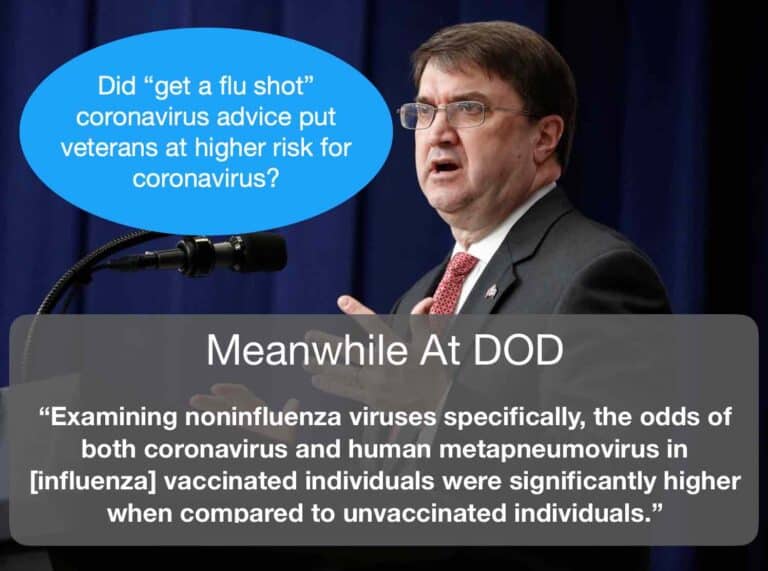 Did “get a flu shot”
coronavirus advice put
veterans at higher risk for
coronavirus?
Meanwhile At DOD
“Examining noninfluenza viruses specifically, the odds of
both coronavirus and human metapneumovirus in
[influenza] vaccinated individuals were significantly higher
when compared to unvaccinated individuals.”